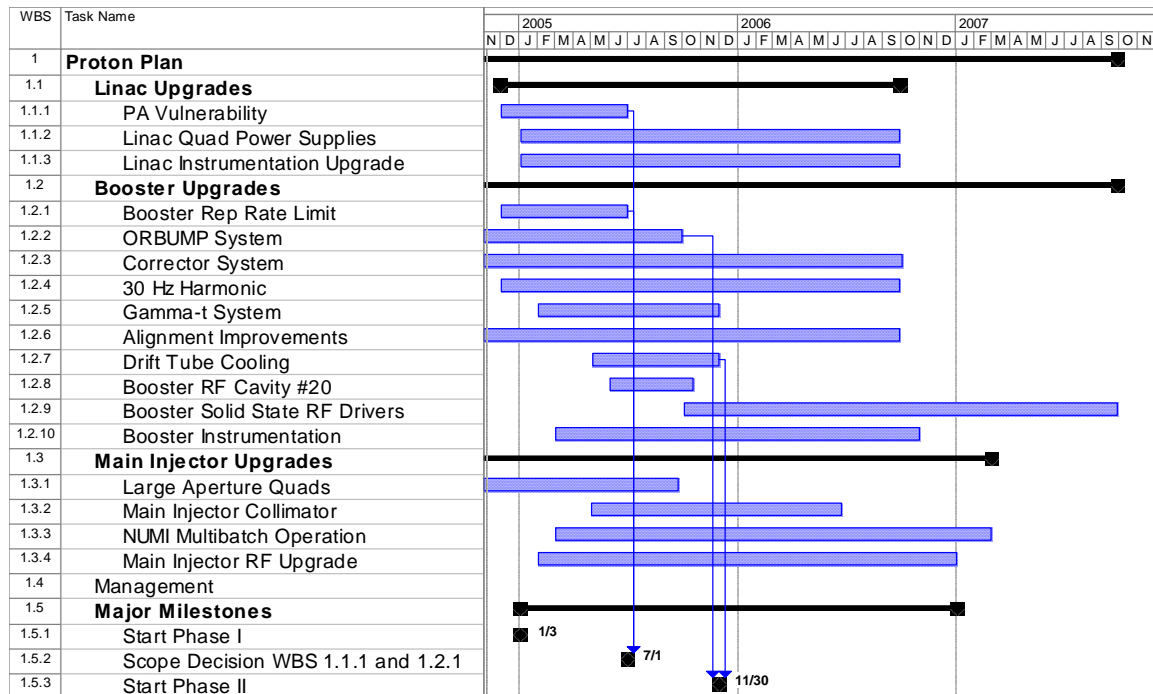 WBS Task Name
2005 2006 2007
N D J F M A M J J A S O N D J F M A M J J A S O N D J F M A M J J A S O N
1 Proton Plan
1.1 Linac Upgrades
1.1.1 PA Vulnerability
1.1.2 Linac Quad Power Supplies
1.1.3 Linac Instrumentation Upgrade
1.2 Booster Upgrades
1.2.1 Booster Rep Rate Limit
1.2.2 ORBUMP System
1.2.3 Corrector System
1.2.4 30 Hz Harmonic
1.2.5 Gamma-t System
1.2.6 Alignment Improvements
1.2.7 Drift Tube Cooling
1.2.8 Booster RF Cavity #20
1.2.9 Booster Solid State RF Drivers
1.2.10 Booster Instrumentation
1.3 Main Injector Upgrades
1.3.1 Large Aperture Quads
1.3.2 Main Injector Collimator
1.3.3 NUMI Multibatch Operation
1.3.4 Main Injector RF Upgrade
1.4 Management
1.5 Major Milestones
1.5.1 Start Phase I 1/3
1.5.2 Scope Decision WBS 1.1.1 and 1.2.1 7/1
1.5.3 Start Phase II 11/30